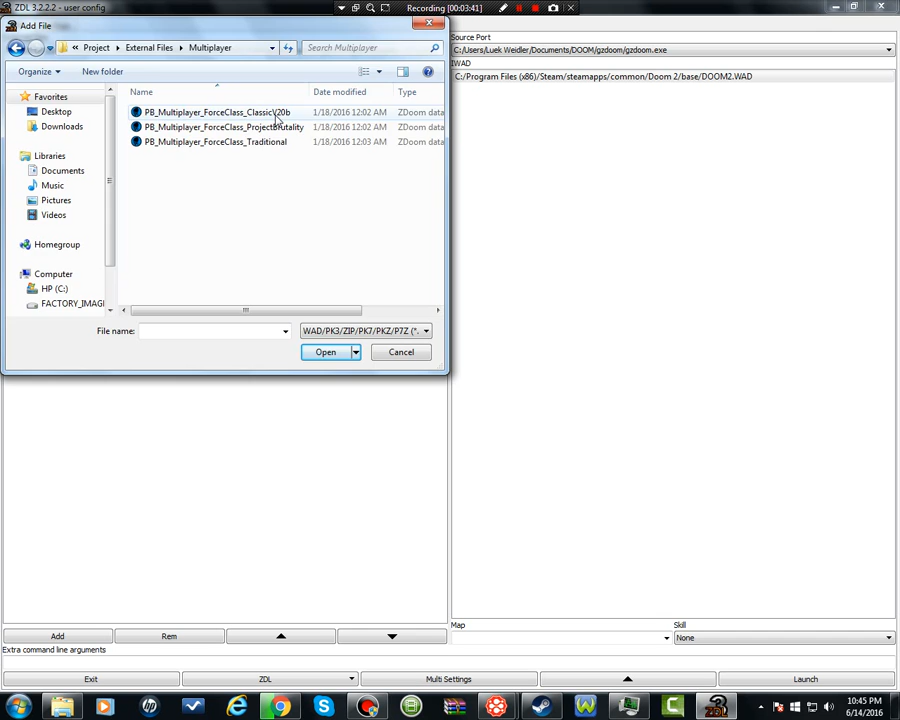 ZDL 3.2.2.2 - user config
Recording [00:03:41]
Add File
Source Port
« Project ▸ External Files ▸ Multiplayer
Search Multiplayer
C:/Users/Luek Weidler/Documents/DOOM/gzdoom/gzdoom.exe
IWAD
Organize
New folder
C:/Program Files (x86)/Steam/steamapps/common/Doom 2/base/DOOM2.WAD
Name
Date modified
Type
Favorites
Desktop
Downloads
Libraries
Documents
Music
Pictures
Videos
Homegroup
Computer
HP (C:)
FACTORY_IMAG
PB_Multiplayer_ForceClass_ClassicV20b 1/18/2016 12:02 AM ZDoom data
PB_Multiplayer_ForceClass_ProjectBrutality 1/18/2016 12:02 AM ZDoom data
PB_Multiplayer_ForceClass_Traditional 1/18/2016 12:03 AM ZDoom data
File name:
WAD/PK3/ZIP/PK7/PKZ/P7Z (*.
Open
Cancel
Map
Skill
None
Add
Rem
Extra command line arguments
Exit
ZDL
Multi Settings
Launch
10:45 PM
6/14/2016